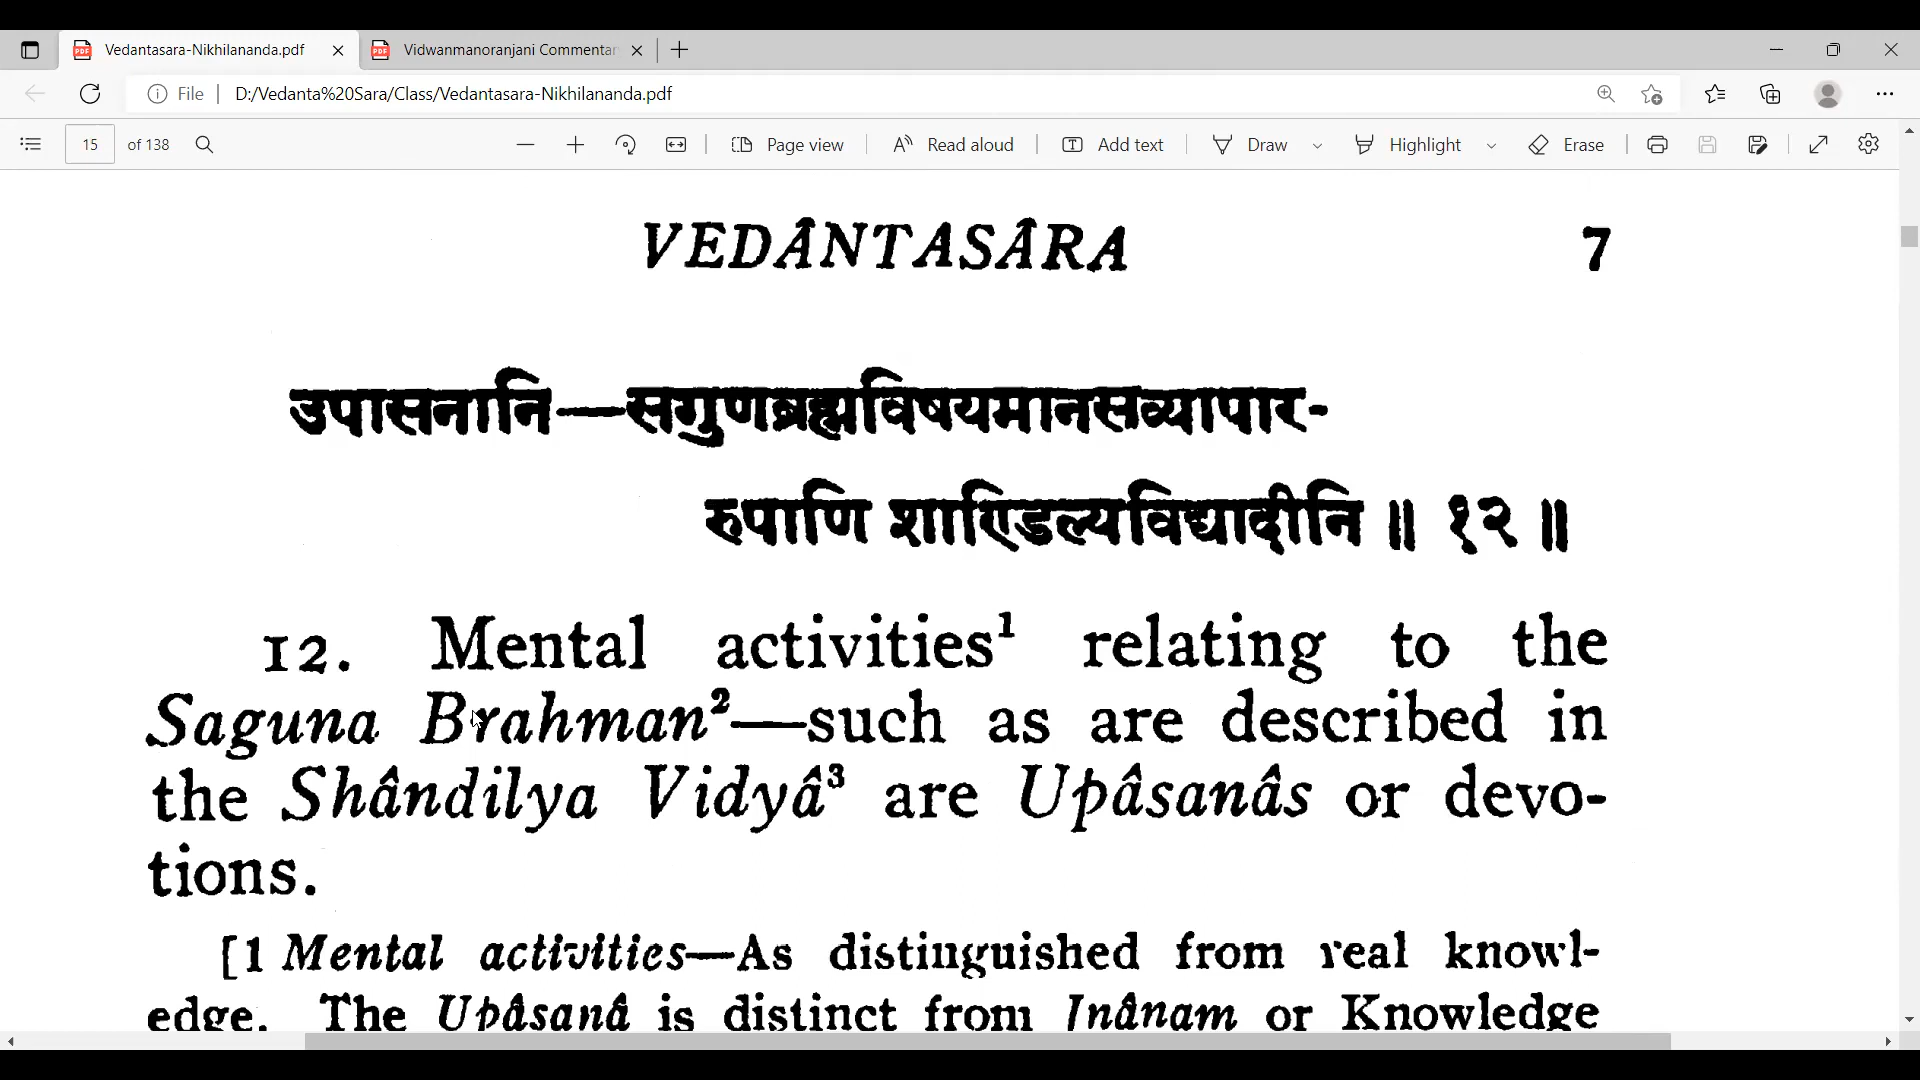 Vedantasara-Nikhilananda.pdf
Vidwanmanoranjani Commentar
File
D:/Vedanta%20Sara/Class/Vedantasara-Nikhilananda.pdf
15 of 138
Page view
Read aloud
Add text
Draw
Highlight
Erase
VEDÂNTASÂRA 7
उपासनानि—सगुणब्रह्मविषयमानसव्यापार-
रुपाणि शाण्डिल्यविद्यादीनि ॥ १२ ॥
12. Mental activities¹ relating to the
Saguna Brahman²—such as are described in
the Shândilya Vidyâ³ are Upâsanâs or devo-
tions.
[1 Mental activities—As distinguished from real knowl-
edge. The Upâsanâ is distinct from Jnânam or Knowledge